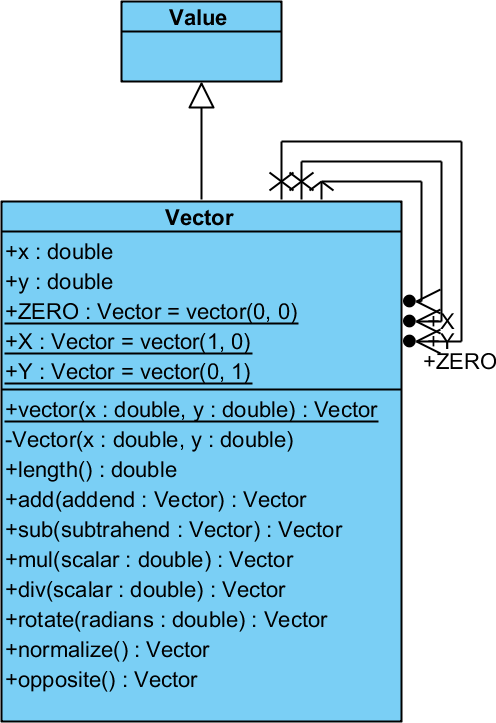 Value
Vector
+x : double
+y : double
+ZERO : Vector = vector(0, 0)
+X : Vector = vector(1, 0)
+Y : Vector = vector(0, 1)
+X
+Y
+ZERO
+vector(x : double, y : double) : Vector
-Vector(x : double, y : double)
+length() : double
+add(addend : Vector) : Vector
+sub(subtrahend : Vector) : Vector
+mul(scalar : double) : Vector
+div(scalar : double) : Vector
+rotate(radians : double) : Vector
+normalize() : Vector
+opposite() : Vector